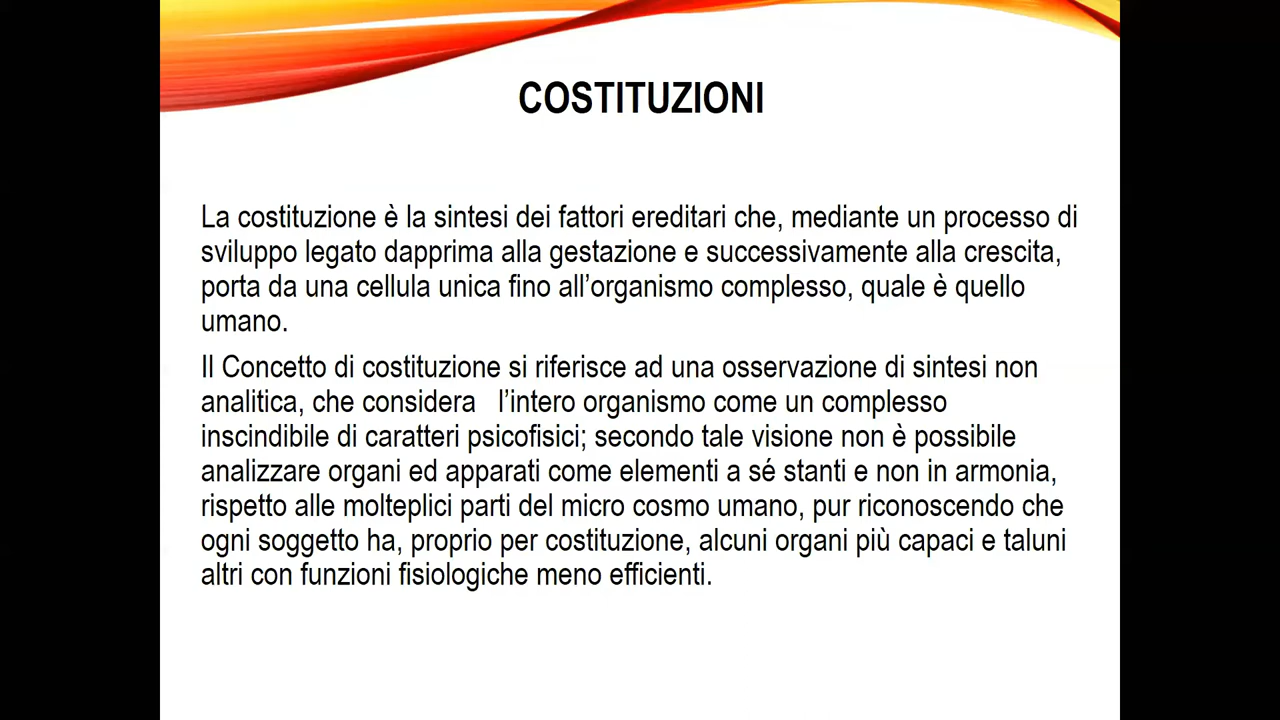 COSTITUZIONI
La costituzione è la sintesi dei fattori ereditari che, mediante un processo di
sviluppo legato dapprima alla gestazione e successivamente alla crescita,
porta da una cellula unica fino all’organismo complesso, quale è quello
umano.
Il Concetto di costituzione si riferisce ad una osservazione di sintesi non
analitica, che considera   l’intero organismo come un complesso
inscindibile di caratteri psicofisici; secondo tale visione non è possibile
analizzare organi ed apparati come elementi a sé stanti e non in armonia,
rispetto alle molteplici parti del micro cosmo umano, pur riconoscendo che
ogni soggetto ha, proprio per costituzione, alcuni organi più capaci e taluni
altri con funzioni fisiologiche meno efficienti.